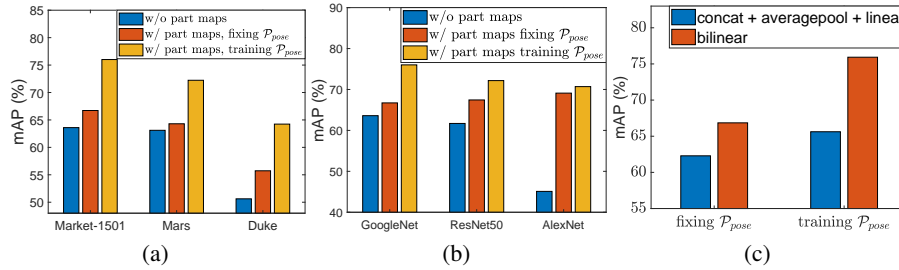 85
80
75
70
65
60
55
50
mAP (%)
w/o part maps
w/ part maps, fixing 𝒫pose
w/ part maps, training 𝒫pose
Market-1501 Mars Duke
(a)
90
80
70
60
50
40
mAP (%)
w/o part maps
w/ part maps fixing 𝒫pose
w/ part maps training 𝒫pose
GoogleNet ResNet50 AlexNet
(b)
80
75
70
65
60
55
mAP (%)
concat + averagepool + linea
bilinear
fixing 𝒫pose training 𝒫pose
(c)